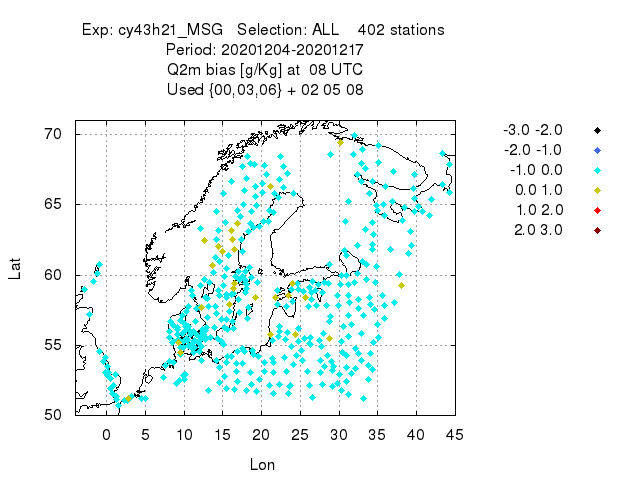 Exp: cy43h21_MSG Selection: ALL 402 stations
Period: 20201204-20201217
Q2m bias [g/Kg] at 08 UTC
Used {00,03,06} + 02 05 08
70
65
60
55
50
Lat
0 5 10 15 20 25 30 35 40 45
Lon
-3.0 -2.0
-2.0 -1.0
-1.0 0.0
0.0 1.0
1.0 2.0
2.0 3.0